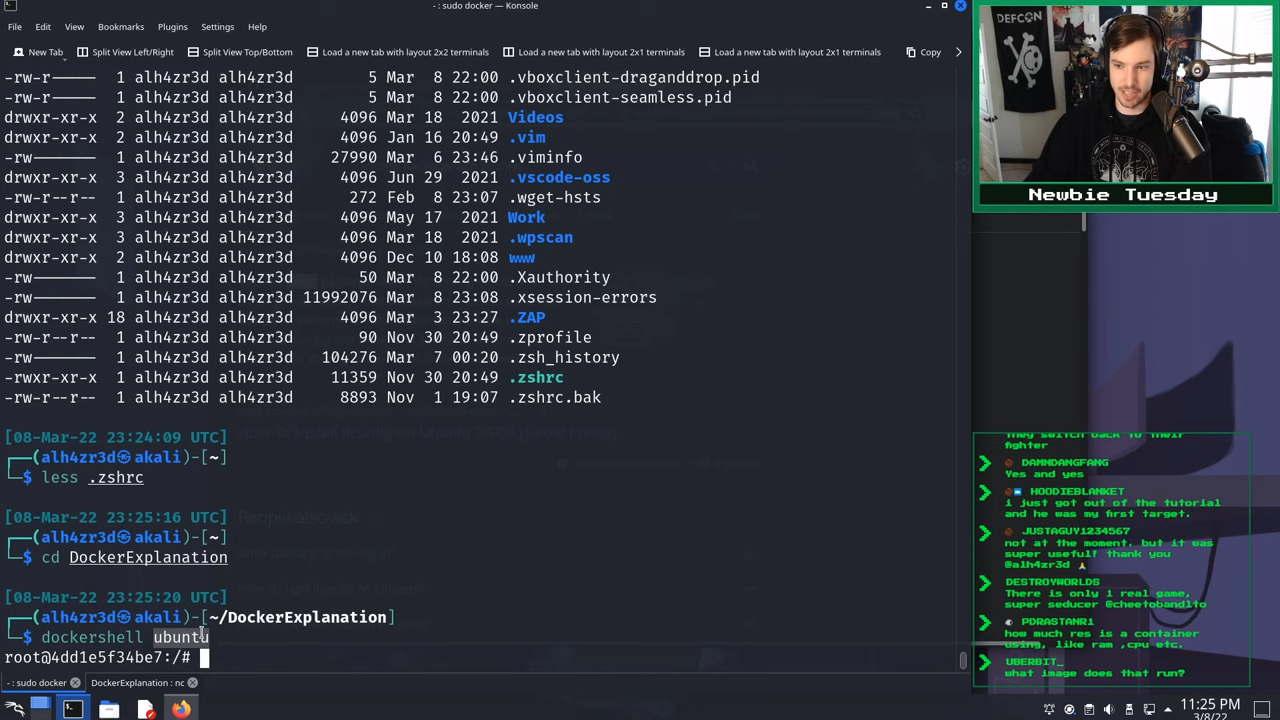 - : sudo docker — Konsole
File Edit View Bookmarks Plugins Settings Help
New Tab Split View Left/Right Split View Top/Bottom Load a new tab with layout 2x2 terminals Load a new tab with layout 2x1 terminals Load a new tab with layout 2x1 terminals Copy
-rw-r----- 1 alh4zr3d alh4zr3d 5 Mar 8 22:00 .vboxclient-draganddrop.pid
-rw-r----- 1 alh4zr3d alh4zr3d 5 Mar 8 22:00 .vboxclient-seamless.pid
drwxr-xr-x 2 alh4zr3d alh4zr3d 4096 Mar 18 2021 Videos
drwxr-xr-x 2 alh4zr3d alh4zr3d 4096 Jan 16 20:49 .vim
-rw------- 1 alh4zr3d alh4zr3d 27990 Mar 6 23:46 .viminfo
drwxr-xr-x 3 alh4zr3d alh4zr3d 4096 Jun 29 2021 .vscode-oss
-rw-r--r-- 1 alh4zr3d alh4zr3d 272 Feb 8 23:07 .wget-hsts
drwxr-xr-x 3 alh4zr3d alh4zr3d 4096 May 17 2021 Work
drwxr-xr-x 3 alh4zr3d alh4zr3d 4096 Mar 18 2021 .wpscan
drwxr-xr-x 2 alh4zr3d alh4zr3d 4096 Dec 10 18:08 www
-rw------- 1 alh4zr3d alh4zr3d 50 Mar 8 22:00 .Xauthority
-rw------- 1 alh4zr3d alh4zr3d 11992076 Mar 8 23:08 .xsession-errors
drwxr-xr-x 18 alh4zr3d alh4zr3d 4096 Mar 3 23:27 .ZAP
-rw-r--r-- 1 alh4zr3d alh4zr3d 90 Nov 30 20:49 .zprofile
-rw------- 1 alh4zr3d alh4zr3d 104276 Mar 7 00:20 .zsh_history
-rwxr-xr-x 1 alh4zr3d alh4zr3d 11359 Nov 30 20:49 .zshrc
-rw-r--r-- 1 alh4zr3d alh4zr3d 8893 Nov 1 19:07 .zshrc.bak
[08-Mar-22 23:24:09 UTC]
┌──(alh4zr3d㉿akali)-[~]
└─$ less .zshrc
[08-Mar-22 23:25:16 UTC]
┌──(alh4zr3d㉿akali)-[~]
└─$ cd DockerExplanation
[08-Mar-22 23:25:20 UTC]
┌──(alh4zr3d㉿akali)-[~/DockerExplanation]
└─$ dockershell ubuntu
root@4dd1e5f34be7:/#
- : sudo docker DockerExplanation : nc
DEFCON
Newbie Tuesday
They switch back to their
fighter
DAMNDANGFANG
Yes and yes
HOODIEBLANKET
i just got out of the tutorial
and he was my first target.
JUSTAGUY1234567
not at the moment. but it was
super useful! thank you
@alh4zr3d 🙏
DESTROYWORLDS
There is only 1 real game,
super seducer @cheetobandito
PDRASTANR1
how much res is a container
using, like ram ,cpu etc.
UBERBIT_
what image does that run?
11:25 PM
3/8/22